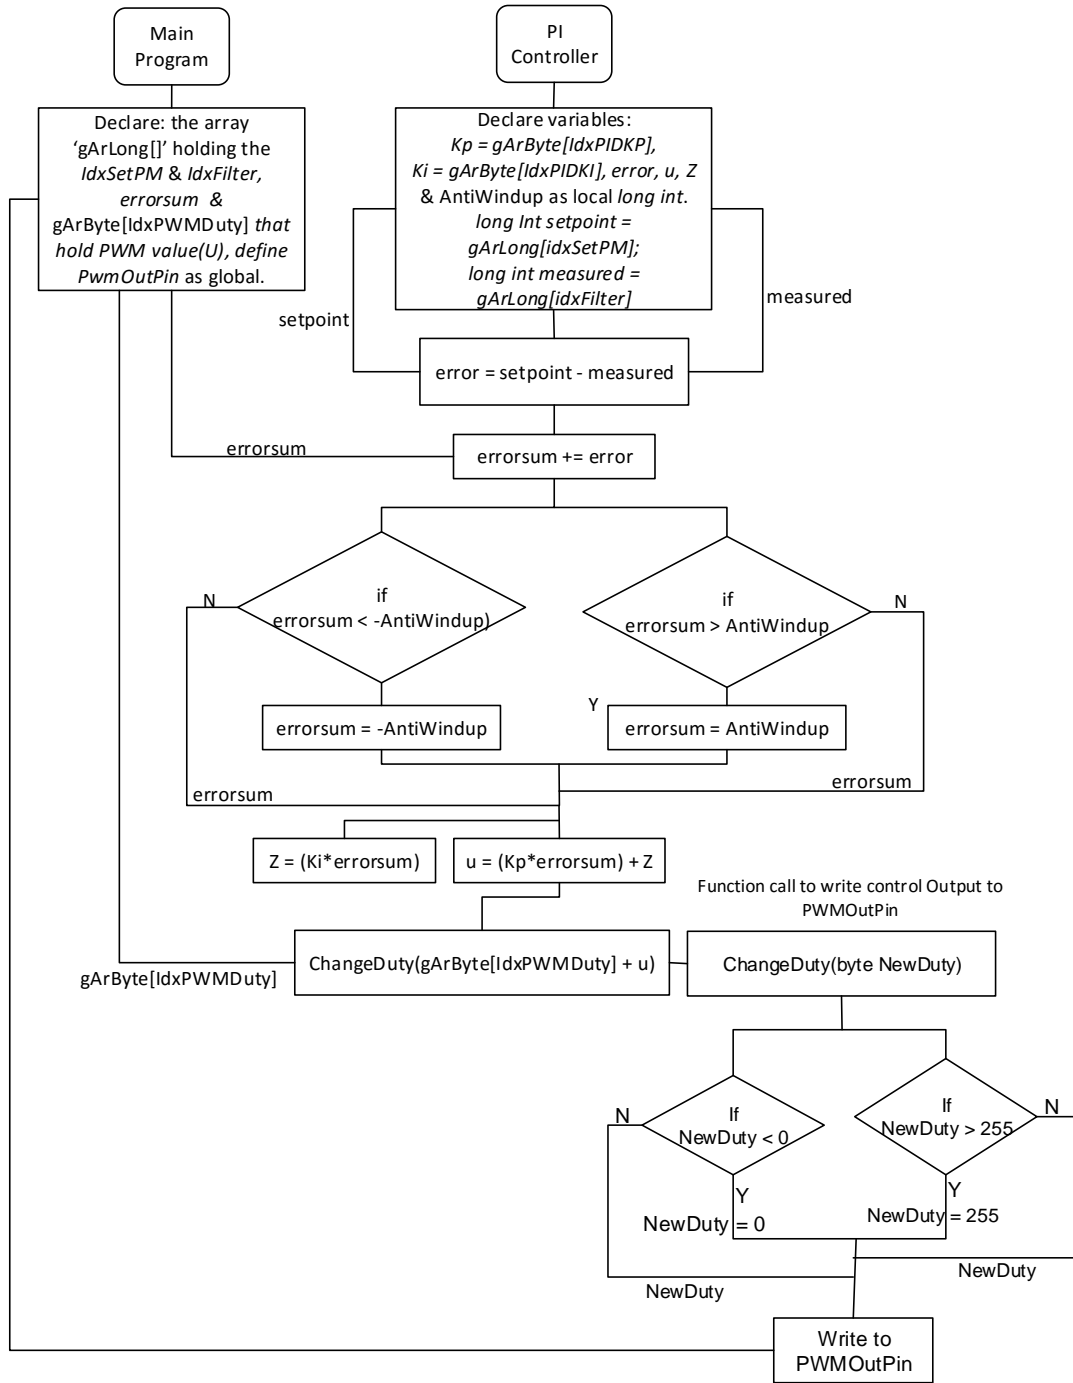 Main
Program
PI
Controller
Declare: the array
‘gArLong[]’ holding the
IdxSetPM & IdxFilter,
errorsum &
gArByte[IdxPWMDuty] that
hold PWM value(U), define
PwmOutPin as global.
Declare variables:
Kp = gArByte[IdxPIDKP],
Ki = gArByte[IdxPIDKI], error, u, Z
& AntiWindup as local long int.
long Int setpoint =
gArLong[idxSetPM];
long int measured =
gArLong[idxFilter]
setpoint
measured
error = setpoint - measured
errorsum
errorsum += error
N
if
errorsum < -AntiWindup)
if
errorsum > AntiWindup
N
errorsum = -AntiWindup
Y
errorsum = AntiWindup
errorsum
errorsum
Z = (Ki*errorsum)
u = (Kp*errorsum) + Z
Function call to write control Output to
PWMOutPin
gArByte[IdxPWMDuty]
ChangeDuty(gArByte[IdxPWMDuty] + u)
ChangeDuty(byte NewDuty)
N
If
NewDuty < 0
If
NewDuty > 255
N
Y
NewDuty = 0
Y
NewDuty = 255
NewDuty
NewDuty
Write to
PWMOutPin